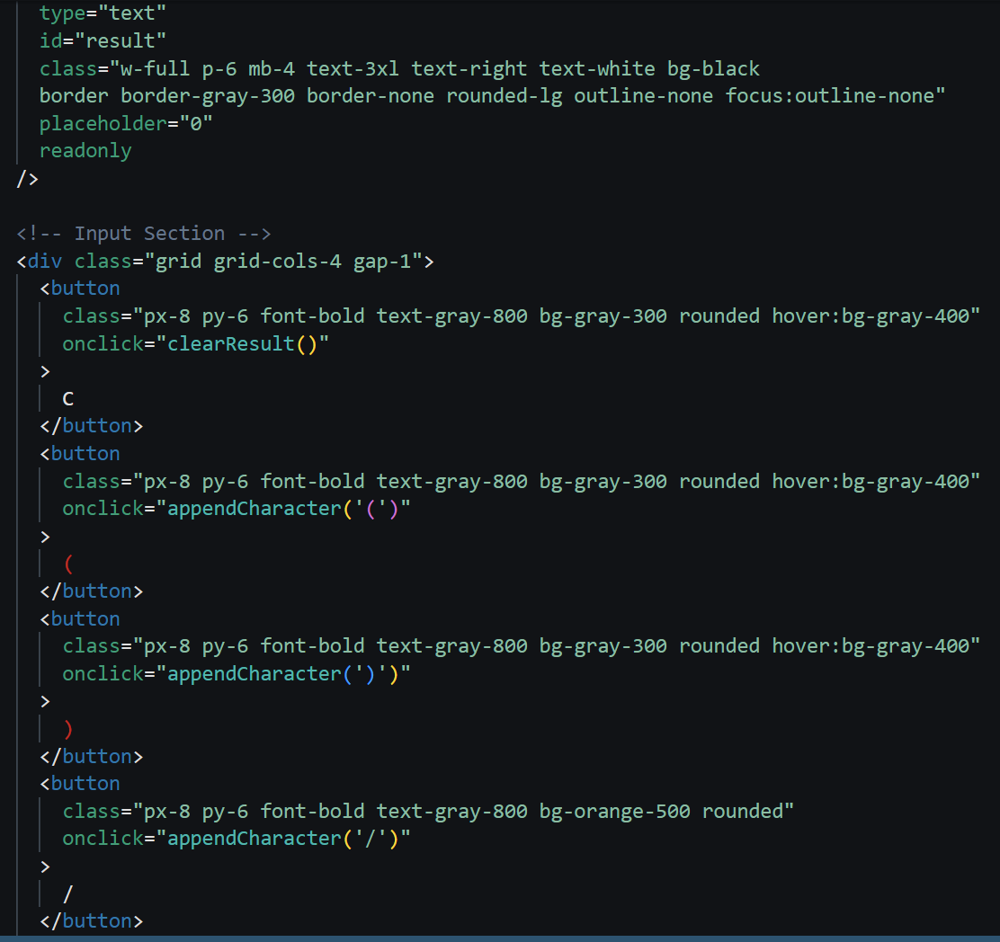 type="text"
id="result"
class="w-full p-6 mb-4 text-3xl text-right text-white bg-black
border border-gray-300 border-none rounded-lg outline-none focus:outline-none"
placeholder="0"
readonly
/>
<!-- Input Section -->
<div class="grid grid-cols-4 gap-1">
<button
class="px-8 py-6 font-bold text-gray-800 bg-gray-300 rounded hover:bg-gray-400"
onclick="clearResult()"
>
C
</button>
<button
class="px-8 py-6 font-bold text-gray-800 bg-gray-300 rounded hover:bg-gray-400"
onclick="appendCharacter('(')"
>
(
</button>
<button
class="px-8 py-6 font-bold text-gray-800 bg-gray-300 rounded hover:bg-gray-400"
onclick="appendCharacter(')')"
>
)
</button>
<button
class="px-8 py-6 font-bold text-gray-800 bg-orange-500 rounded"
onclick="appendCharacter('/')"
>
/
</button>